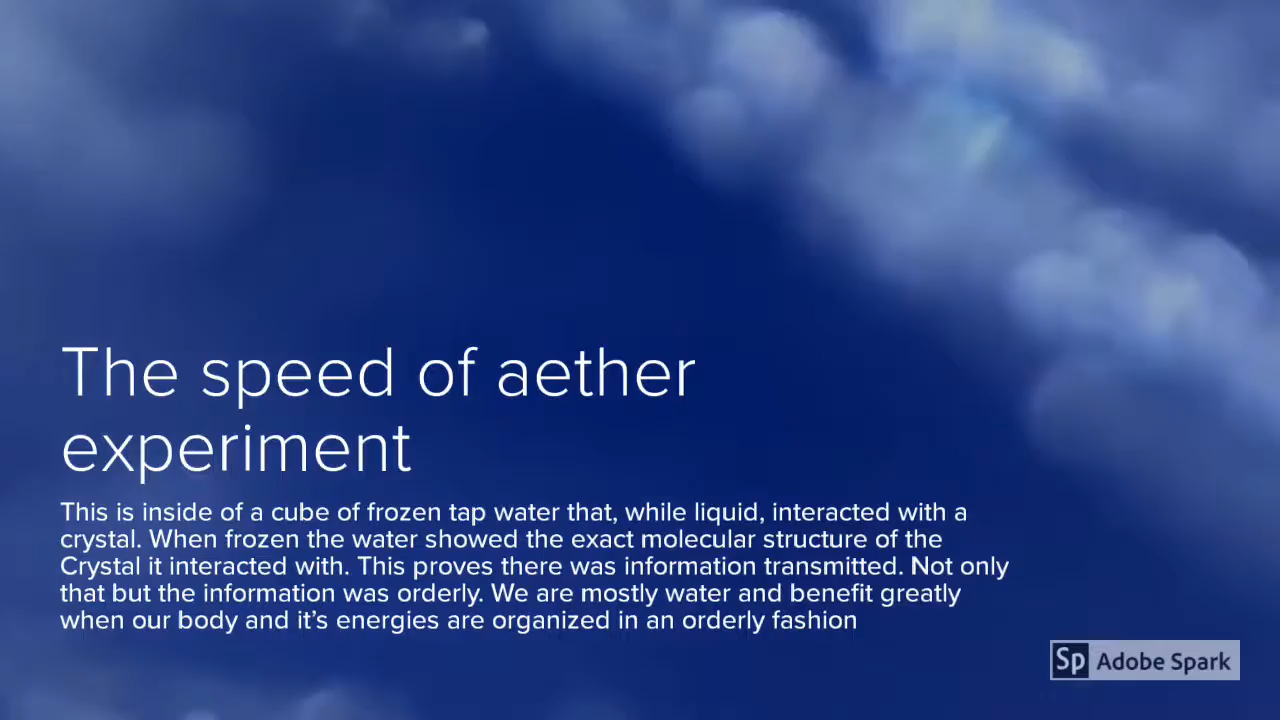 The speed of aether
experiment
This is inside of a cube of frozen tap water that, while liquid, interacted with a
crystal. When frozen the water showed the exact molecular structure of the
Crystal it interacted with. This proves there was information transmitted. Not only
that but the information was orderly. We are mostly water and benefit greatly
when our body and it’s energies are organized in an orderly fashion
Sp Adobe Spark